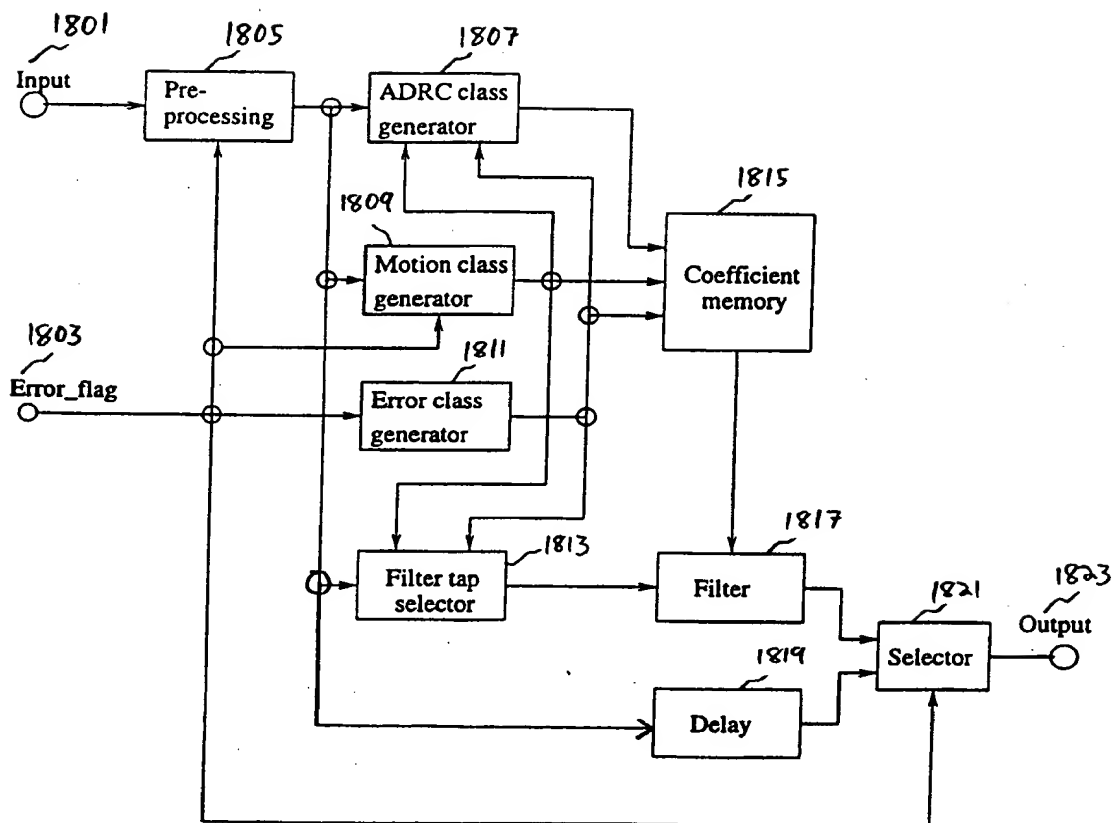 1801
Input
1805
Pre-
processing
1807
ADRC class
generator
1809
Motion class
generator
1815
Coefficient
memory
1803
Error_flag
1811
Error class
generator
1813
Filter tap
selector
1817
Filter
1819
Delay
1821
Selector
1823
Output